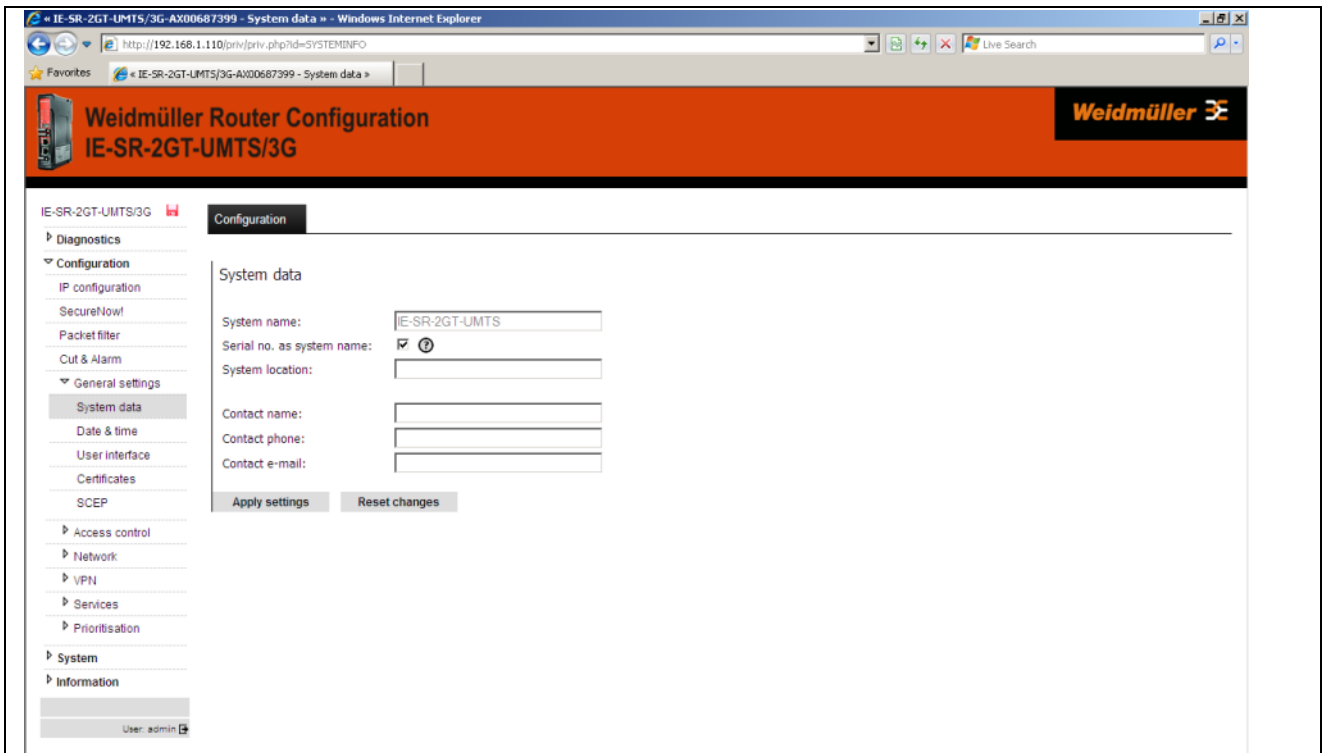 « IE-SR-2GT-UMTS/3G-AX00687399 - System data » - Windows Internet Explorer
http://192.168.1.110/priv/priv.php?id=SYSTEMINFO
Live Search
Favorites
« IE-SR-2GT-UMTS/3G-AX00687399 - System data »
Weidmüller Router Configuration
IE-SR-2GT-UMTS/3G
Weidmüller
IE-SR-2GT-UMTS/3G
Configuration
Diagnostics
Configuration
IP configuration
SecureNow!
Packet filter
Cut & Alarm
General settings
System data
Date & time
User interface
Certificates
SCEP
Access control
Network
VPN
Services
Prioritisation
System
Information
User: admin
System data
System name: IE-SR-2GT-UMTS
Serial no. as system name:
System location:
Contact name:
Contact phone:
Contact e-mail:
Apply settings Reset changes